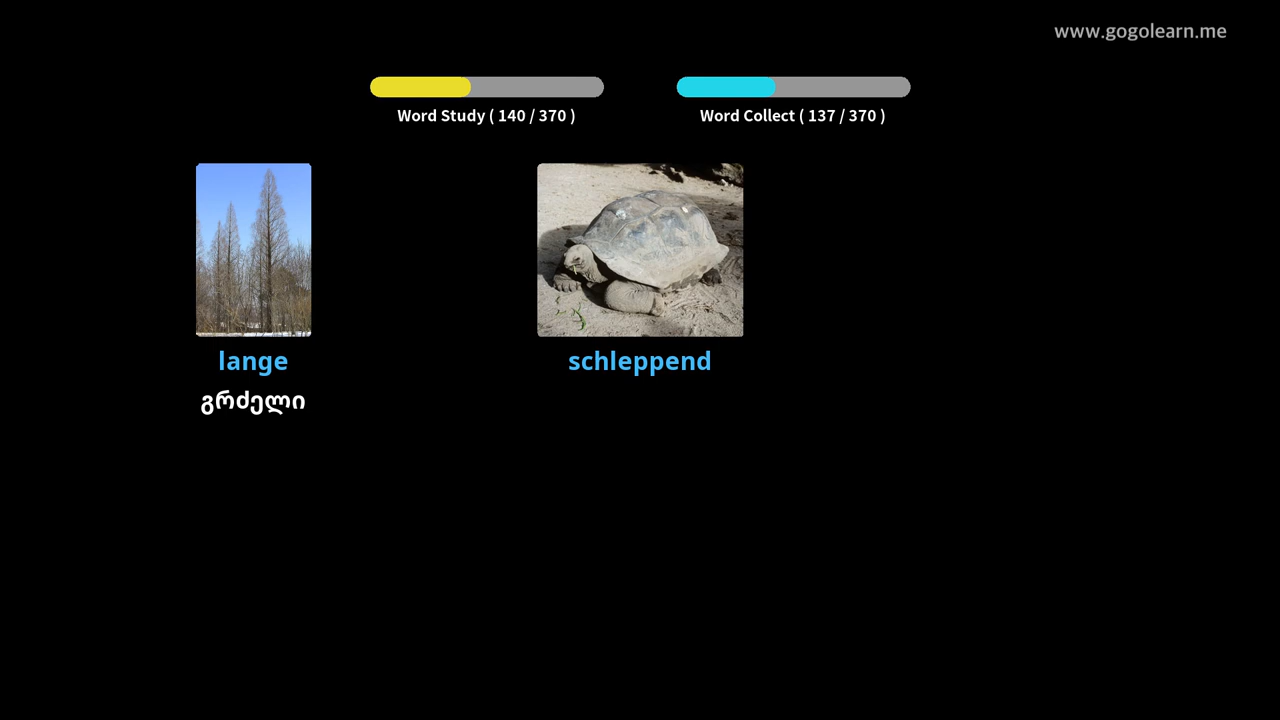 www.gogolearn.me
Word Study ( 140 / 370 )
Word Collect ( 137 / 370 )
lange
გრძელი
schleppend